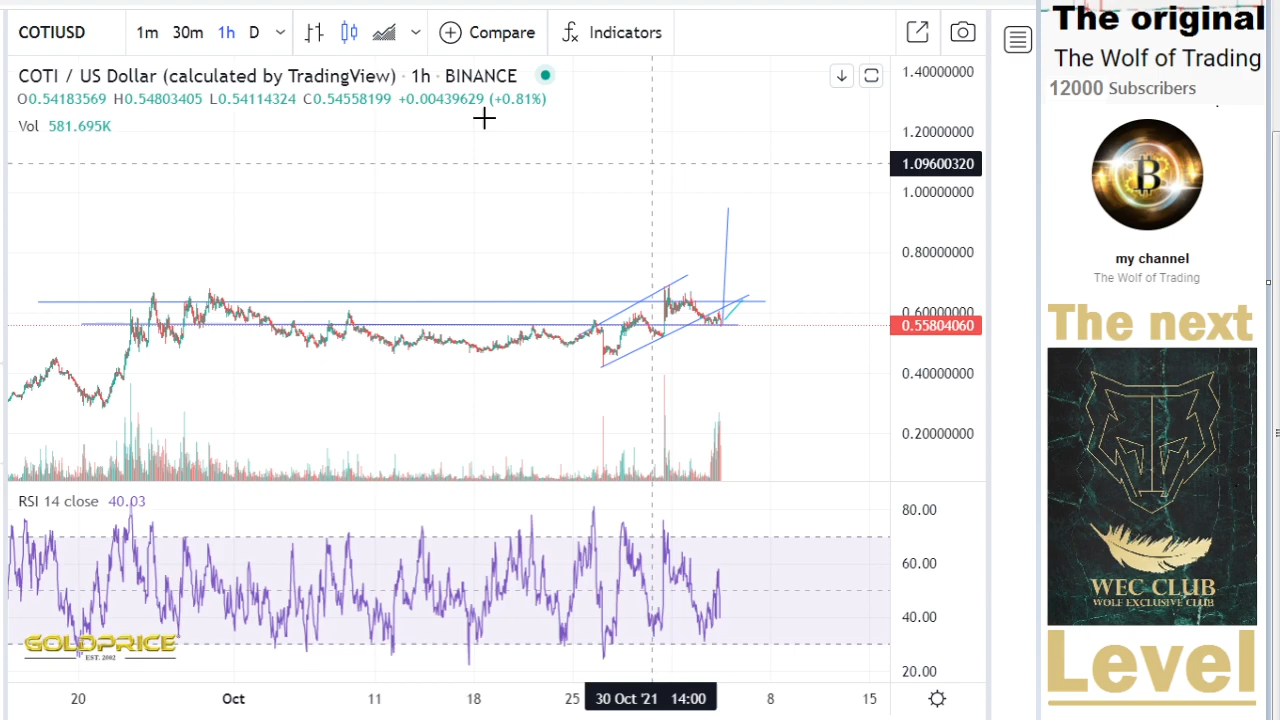 COTIUSD
1m 30m 1h D
Compare
Indicators
COTI / US Dollar (calculated by TradingView) · 1h · BINANCE
O0.54183569 H0.54803405 L0.54114324 C0.54558199 +0.00439629 (+0.81%)
Vol 581.695K
1.40000000
1.20000000
1.09600320
1.00000000
0.80000000
0.60000000
0.55804060
0.40000000
0.20000000
RSI 14 close 40.03
80.00
60.00
40.00
20.00
GOLDPRICE
EST. 2002
20 Oct 11 18 25 30 Oct '21 14:00 8 15
The original
The Wolf of Trading
12000 Subscribers
B
my channel
The Wolf of Trading
The next
WEC CLUB
WOLF EXCLUSIVE CLUB
Level